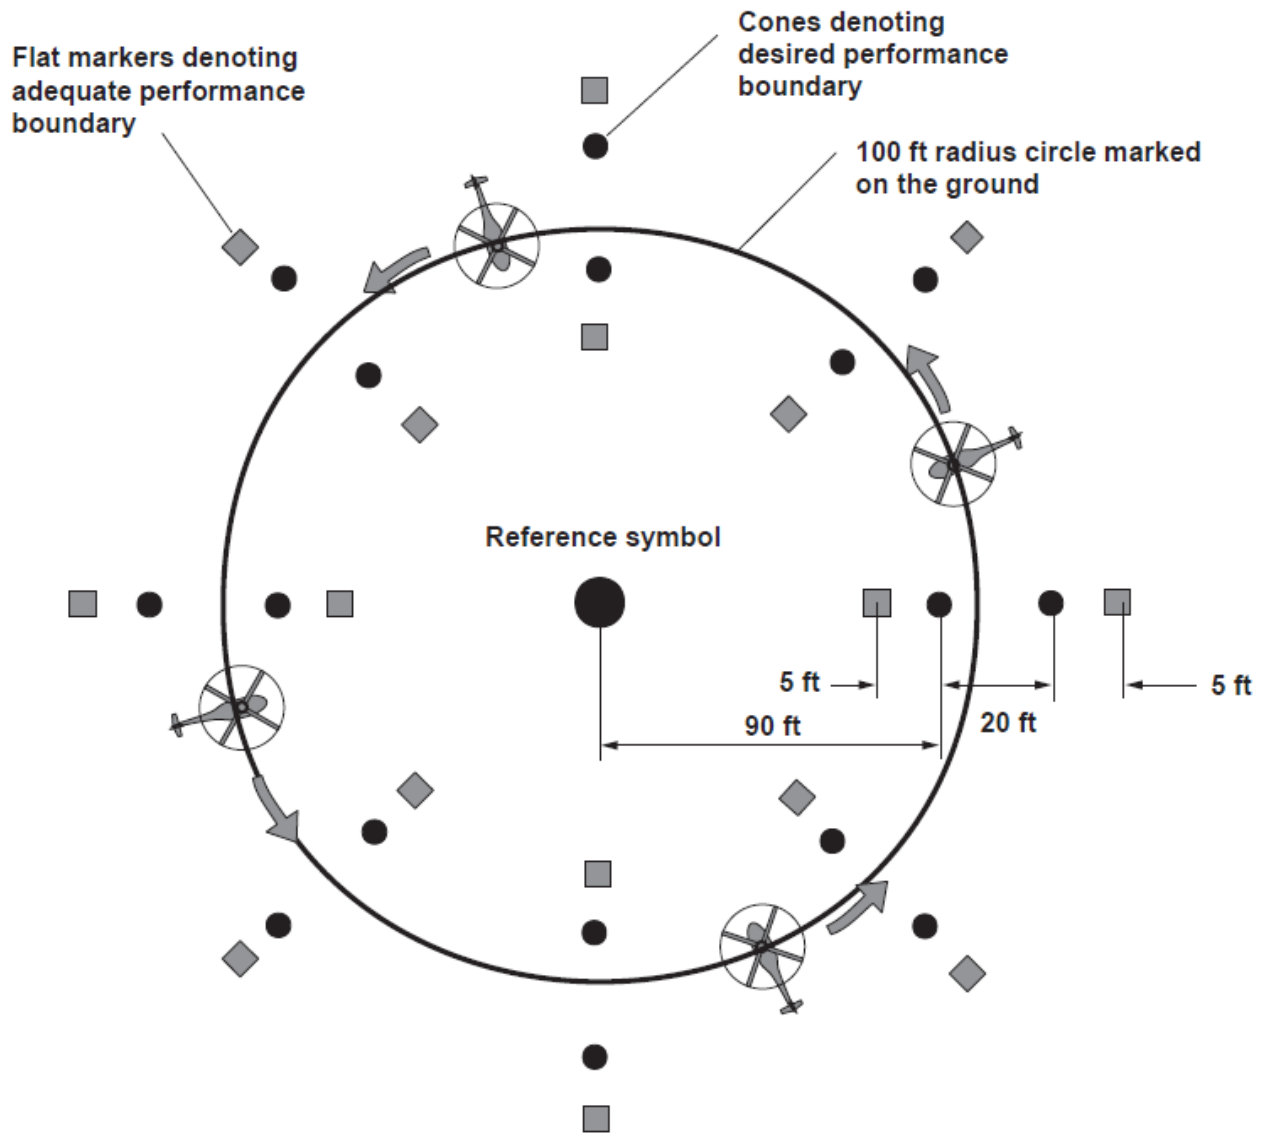 Flat markers denoting
adequate performance
boundary
Cones denoting
desired performance
boundary
100 ft radius circle marked
on the ground
Reference symbol
5 ft
5 ft
20 ft
90 ft